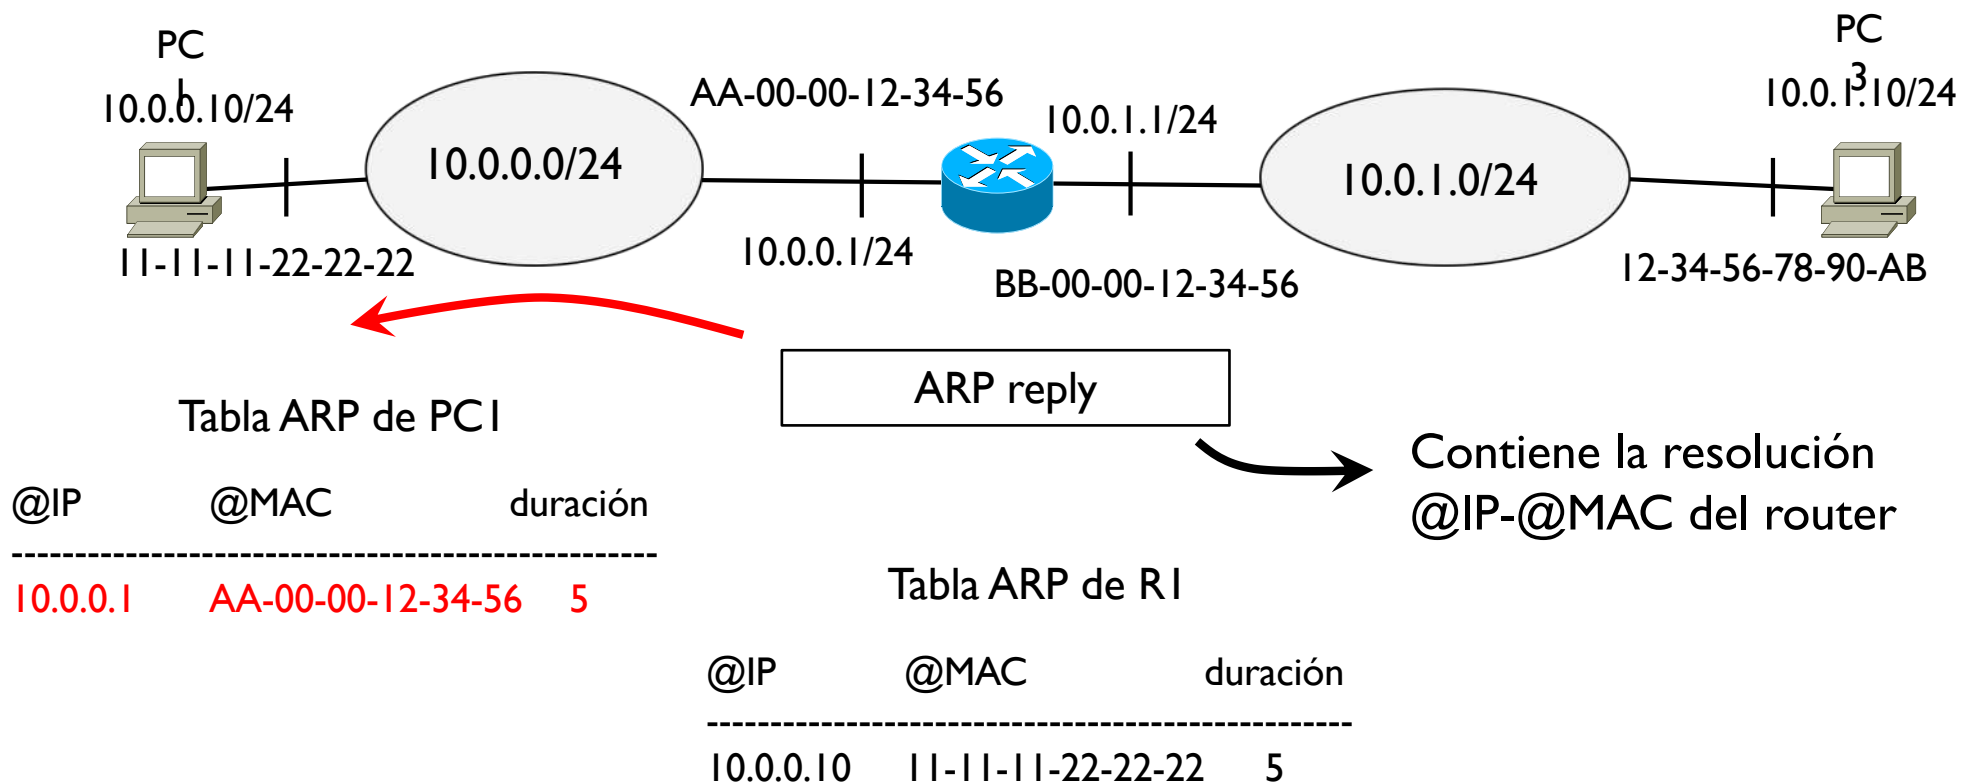 PC
1
10.0.0.10/24
11-11-11-22-22-22
10.0.0.0/24
AA-00-00-12-34-56
10.0.0.1/24
10.0.1.1/24
BB-00-00-12-34-56
10.0.1.0/24
PC
3
10.0.1.10/24
12-34-56-78-90-AB
ARP reply
Contiene la resolución
@IP-@MAC del router
Tabla ARP de PC1
@IP @MAC duración
----------------------------------------------------
10.0.0.1 AA-00-00-12-34-56 5
Tabla ARP de R1
@IP @MAC duración
----------------------------------------------------
10.0.0.10 11-11-11-22-22-22 5